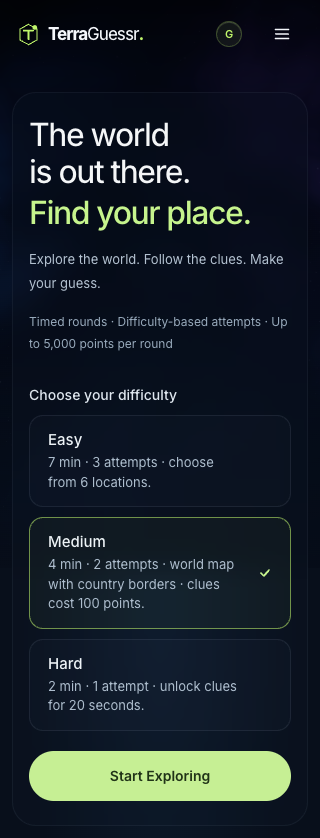 TerraGuessr.
G
The world
is out there.
Find your place.
Explore the world. Follow the clues. Make
your guess.
Timed rounds · Difficulty-based attempts · Up
to 5,000 points per round
Choose your difficulty
Easy
7 min · 3 attempts · choose
from 6 locations.
Medium
4 min · 2 attempts · world map
with country borders · clues
cost 100 points.
Hard
2 min · 1 attempt · unlock clues
for 20 seconds.
Start Exploring